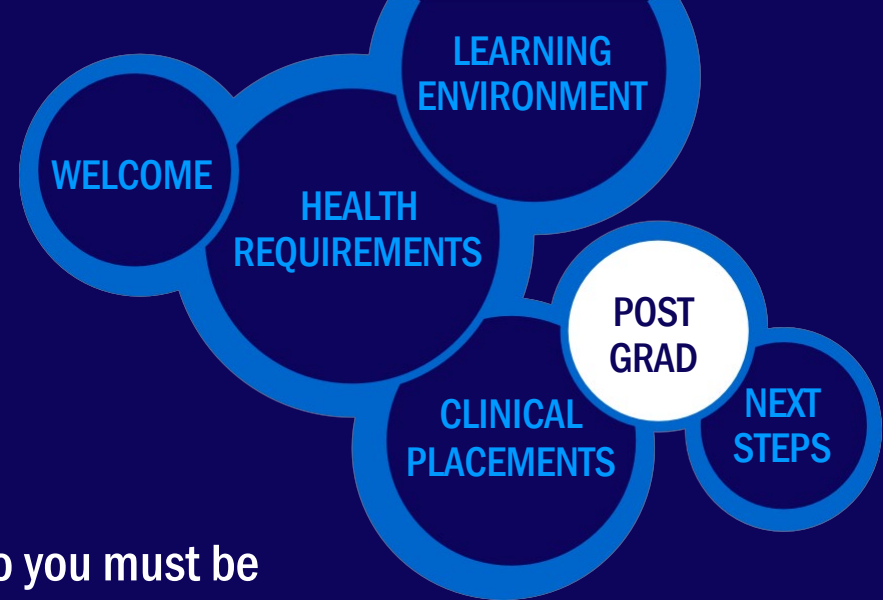 LEARNING
ENVIRONMENT
WELCOME
HEALTH
REQUIREMENTS
POST
GRAD
NEXT
STEPS
CLINICAL
PLACEMENTS
you must be